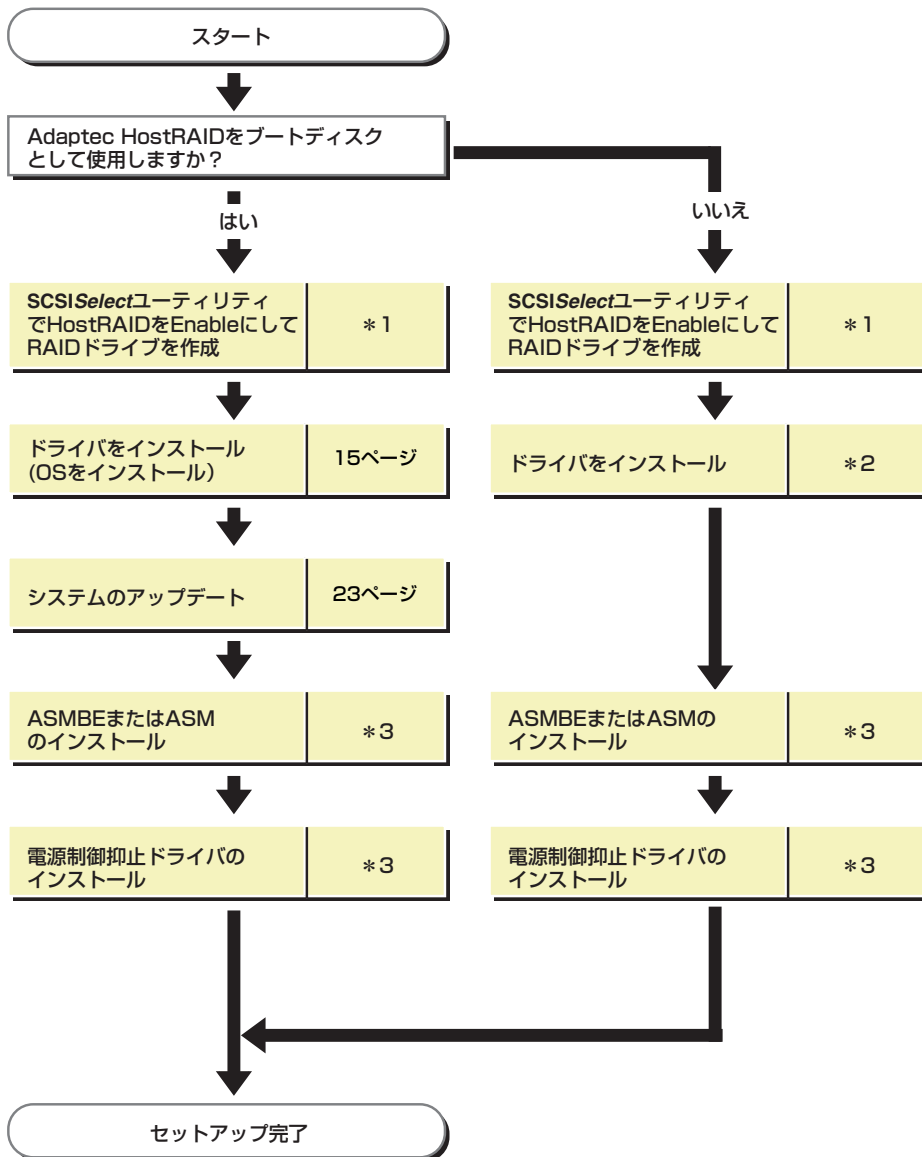 スタート
Adaptec HostRAIDをブートディスク
として使用しますか？
はい
いいえ
SCSISelectユーティリティ
でHostRAIDをEnableにして
RAIDドライブを作成
＊1
SCSISelectユーティリティ
でHostRAIDをEnableにして
RAIDドライブを作成
＊1
ドライバをインストール
(OSをインストール）
15ページ
ドライバをインストール
＊2
システムのアップデート
23ページ
ASMBEまたはASM
のインストール
＊3
ASMBEまたはASMの
インストール
＊3
電源制御抑止ドライバの
インストール
＊3
電源制御抑止ドライバの
インストール
＊3
セットアップ完了